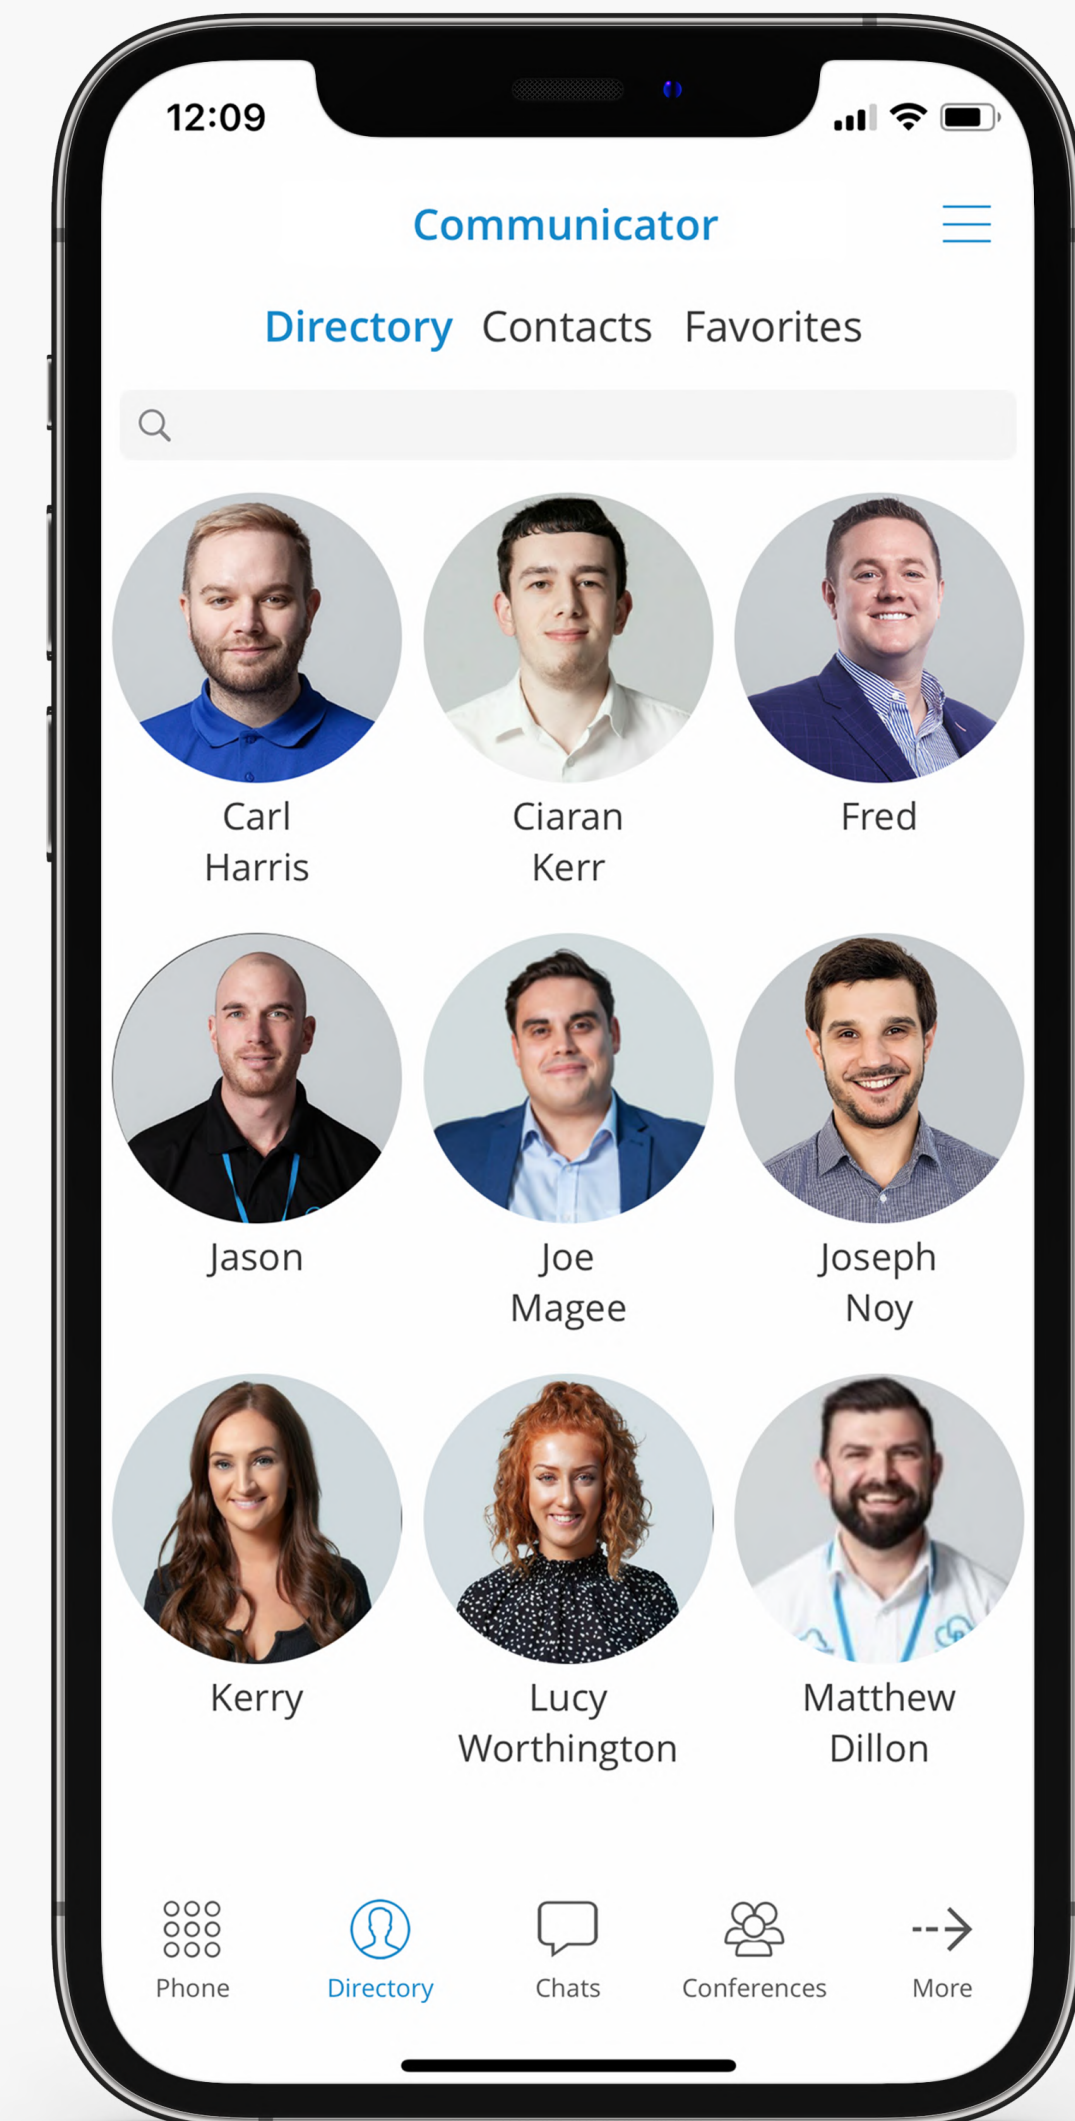 12:09
Communicator
Directory Contacts Favorites
Carl
Harris
Ciaran
Kerr
Fred
Jason
Joe
Magee
Joseph
Noy
Kerry
Lucy
Worthington
Matthew
Dillon
Phone
Directory
Chats
Conferences
More